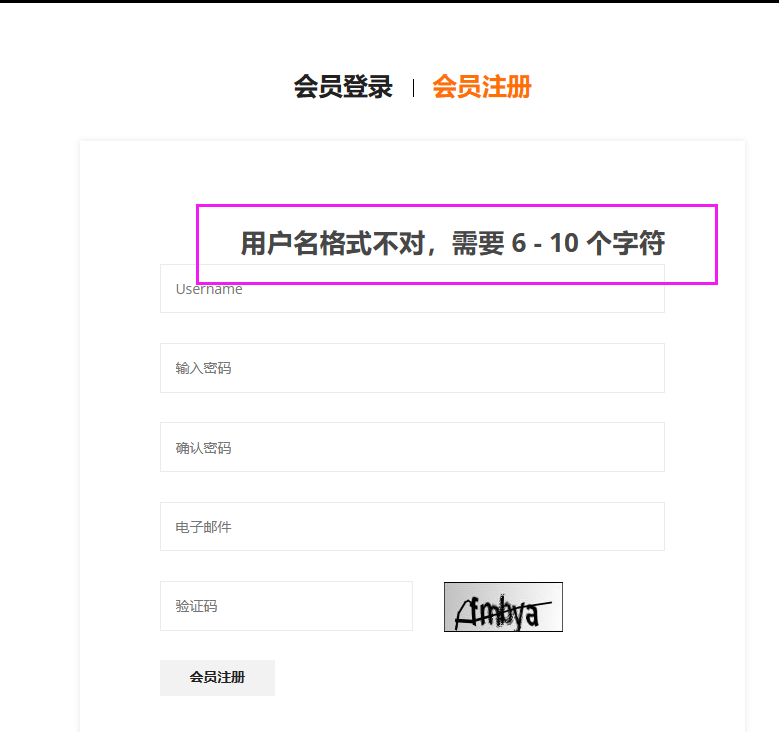 会员登录 | 会员注册
用户名格式不对，需要 6 - 10 个字符
Username
输入密码
确认密码
电子邮件
验证码 fmbya
会员注册